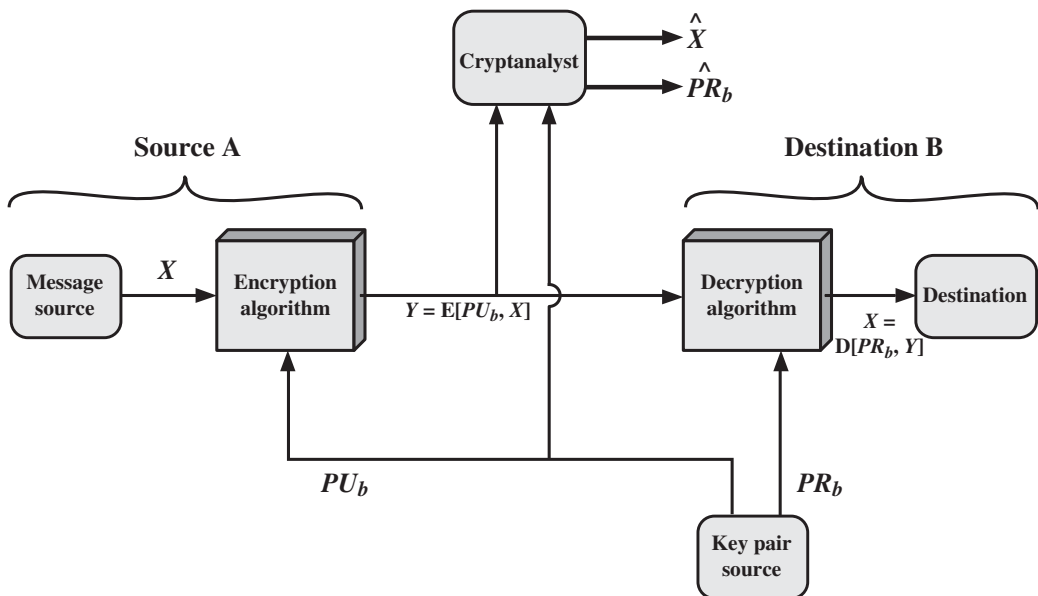 Cryptanalyst
X̂
P̂R_b
Source A
Destination B
Message
source
X
Encryption
algorithm
Y = E[PU_b, X]
Decryption
algorithm
X =
D[PR_b, Y]
Destination
PU_b
PR_b
Key pair
source